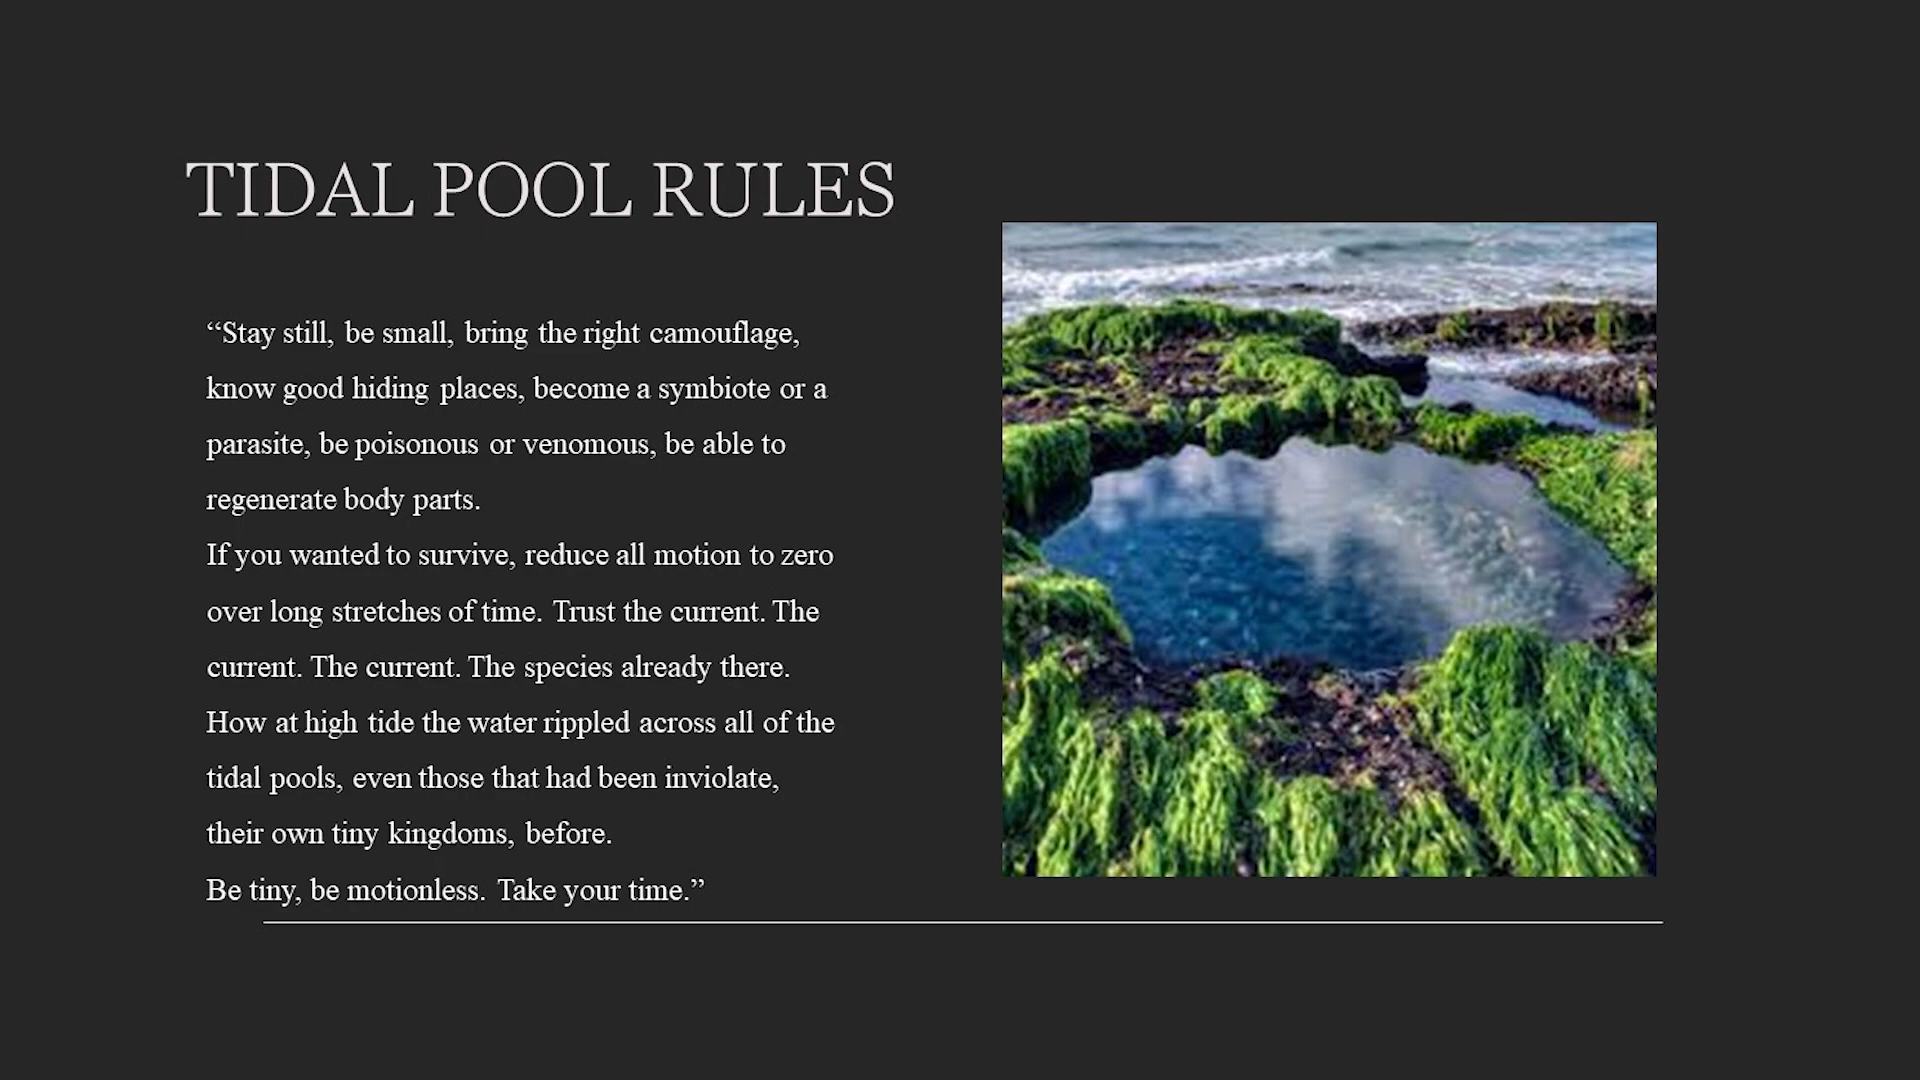 TIDAL POOL RULES
“Stay still, be small, bring the right camouflage,
know good hiding places, become a symbiote or a
parasite, be poisonous or venomous, be able to
regenerate body parts.
If you wanted to survive, reduce all motion to zero
over long stretches of time. Trust the current. The
current. The current. The species already there.
How at high tide the water rippled across all of the
tidal pools, even those that had been inviolate,
their own tiny kingdoms, before.
Be tiny, be motionless. Take your time.”